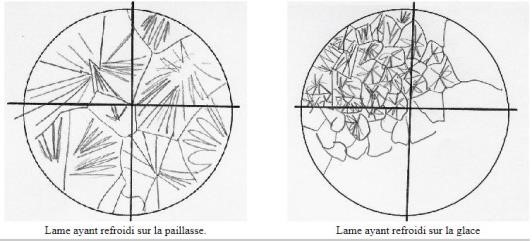 Lame ayant refroidi sur la paillasse.
Lame ayant refroidi sur la glace